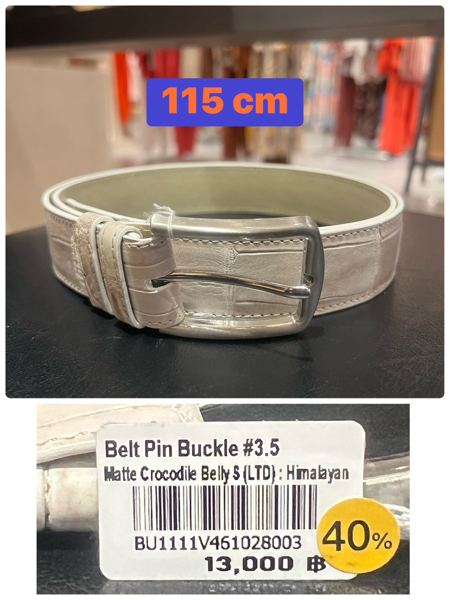 115 cm
Belt Pin Buckle #3.5
Matte Crocodile Belly S (LTD) : Himalayan
BU1111V461028003
13,000 ฿
40%